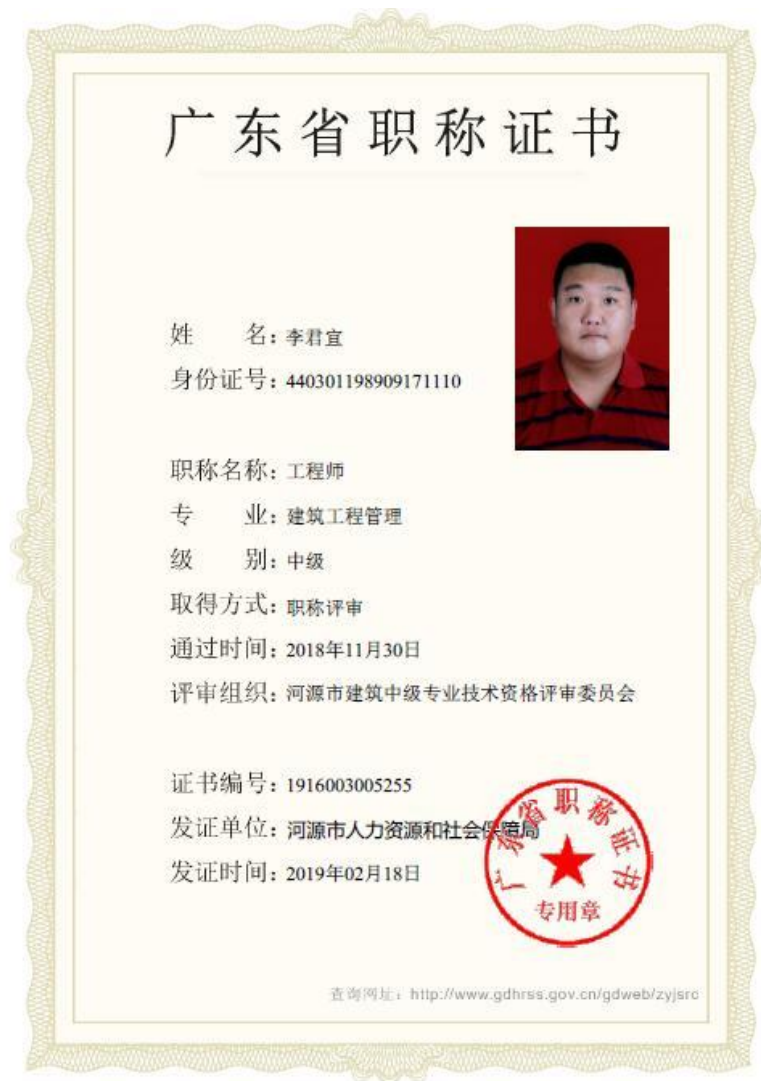 广东省职称证书
姓 名：李君宜
身份证号：440301198909171110
职称名称：工程师
专 业：建筑工程管理
级 别：中级
取得方式：职称评审
通过时间：2018年11月30日
评审组织：河源市建筑中级专业技术资格评审委员会
证书编号：1916003005255
发证单位：河源市人力资源和社会保障局
发证时间：2019年02月18日
广东省职称证书
专用章
查询网址：http://www.gdhrss.gov.cn/gdweb/zyjsrc